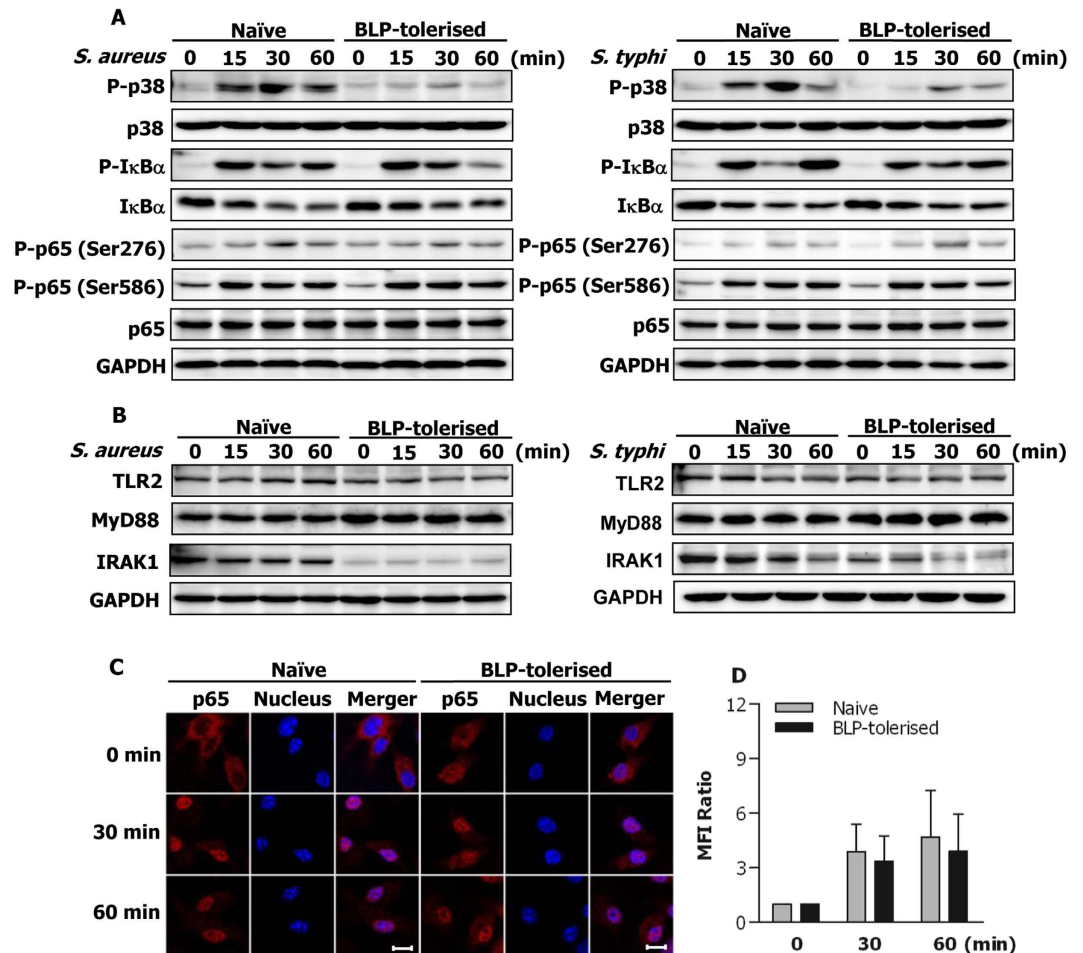 A
Naïve BLP-tolerised
S. aureus 0 15 30 60 0 15 30 60 (min)
P-p38
p38
P-IκBα
IκBα
P-p65 (Ser276)
P-p65 (Ser586)
p65
GAPDH
Naïve BLP-tolerised
S. typhi 0 15 30 60 0 15 30 60 (min)
P-p38
p38
P-IκBα
IκBα
P-p65 (Ser276)
P-p65 (Ser586)
p65
GAPDH
B
Naïve BLP-tolerised
S. aureus 0 15 30 60 0 15 30 60 (min)
TLR2
MyD88
IRAK1
GAPDH
Naïve BLP-tolerised
S. typhi 0 15 30 60 0 15 30 60 (min)
TLR2
MyD88
IRAK1
GAPDH
C
Naïve BLP-tolerised
p65 Nucleus Merger p65 Nucleus Merger
0 min
30 min
60 min
D
Naive
BLP-tolerised
MFI Ratio
12
9
6
3
0
0 30 60 (min)